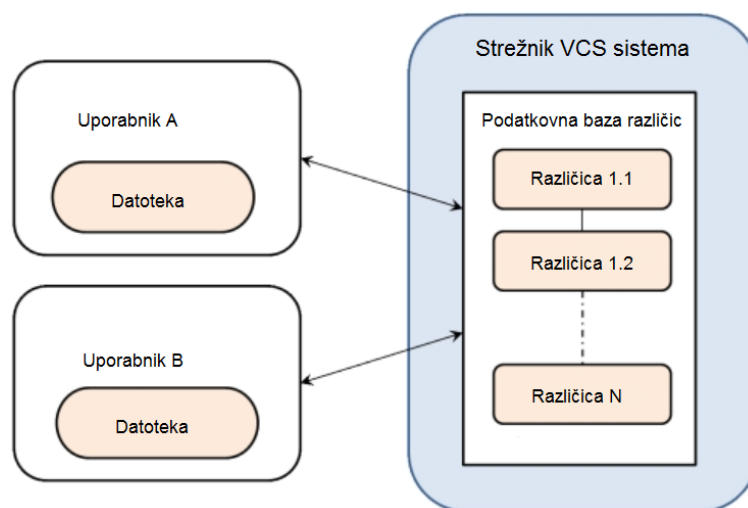 Strežnik VCS sistema
Uporabnik A
Datoteka
Uporabnik B
Datoteka
Podatkovna baza različic
Različica 1.1
Različica 1.2
Različica N